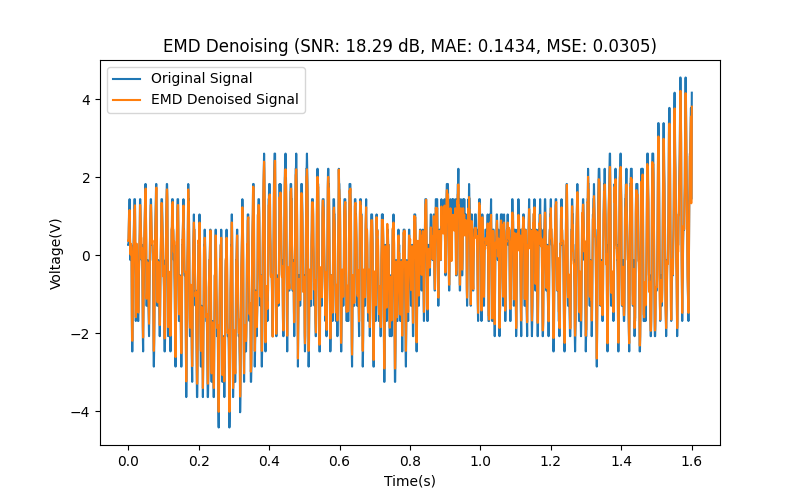 EMD Denoising (SNR: 18.29 dB, MAE: 0.1434, MSE: 0.0305)
Original Signal
EMD Denoised Signal
Voltage(V)
4
2
0
−2
−4
0.0 0.2 0.4 0.6 0.8 1.0 1.2 1.4 1.6
Time(s)